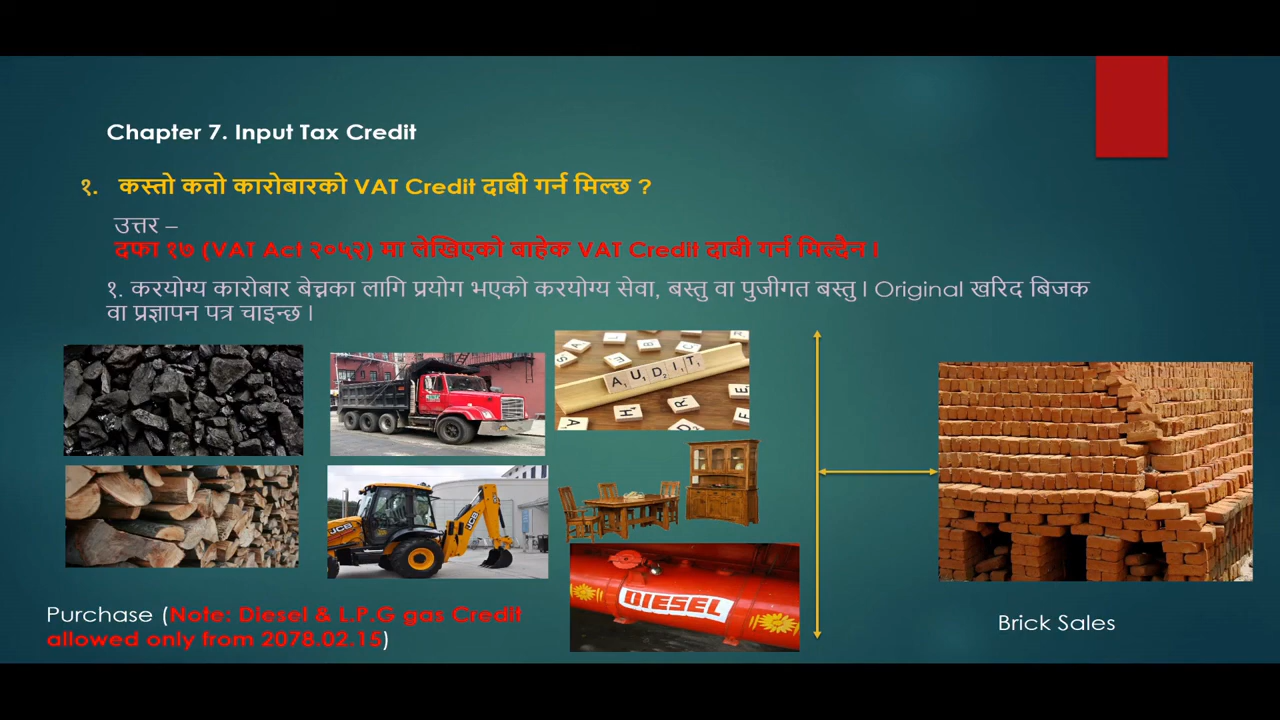 Chapter 7. Input Tax Credit
१. कस्तो कतो कारोबारको VAT Credit दाबी गर्न मिल्छ ?
उत्तर –
दफा १७ (VAT Act २०५२) मा लेखिएको बाहेक VAT Credit दाबी गर्न मिल्दैन ।
१. करयोग्य कारोबार बेच्नका लागि प्रयोग भएको करयोग्य सेवा, बस्तु वा पुजीगत बस्तु । Original खरिद बिजक
वा प्रज्ञापन पत्र चाइन्छ ।
AUDIT
JCB
JCB
DIESEL
Purchase (Note: Diesel & L.P.G gas Credit
allowed only from 2078.02.15)
Brick Sales